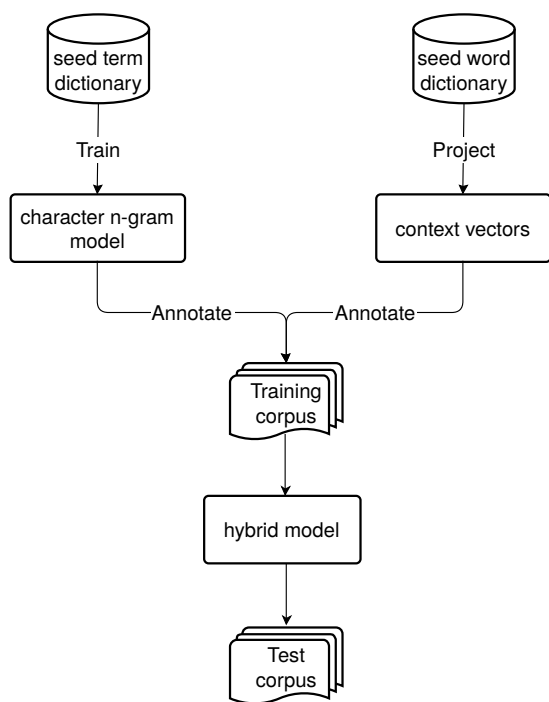 seed term
dictionary
seed word
dictionary
Train
Project
character n-gram
model
context vectors
Annotate
Annotate
Training
corpus
hybrid model
Test
corpus